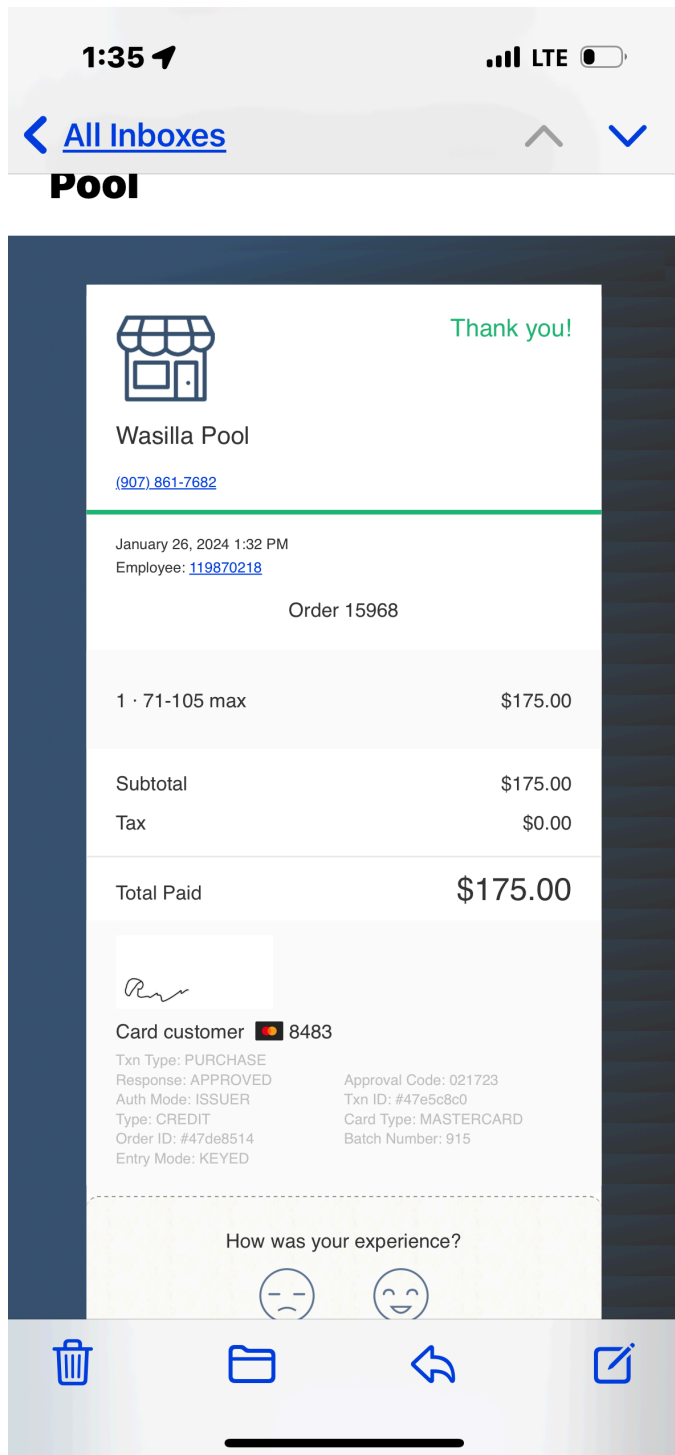 1:35 LTE
All Inboxes
Pool
Thank you!
Wasilla Pool
(907) 861-7682
January 26, 2024 1:32 PM
Employee: 119870218
Order 15968
1 · 71-105 max $175.00
Subtotal $175.00
Tax $0.00
Total Paid $175.00
Card customer 8483
Txn Type: PURCHASE
Response: APPROVED Approval Code: 021723
Auth Mode: ISSUER Txn ID: #47e5c8c0
Type: CREDIT Card Type: MASTERCARD
Order ID: #47de8514 Batch Number: 915
Entry Mode: KEYED
How was your experience?